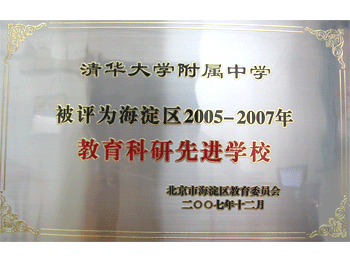 清华大学附属中学
被评为海淀区2005-2007年
教育科研先进学校
北京市海淀区教育委员会
二〇〇七年十二月